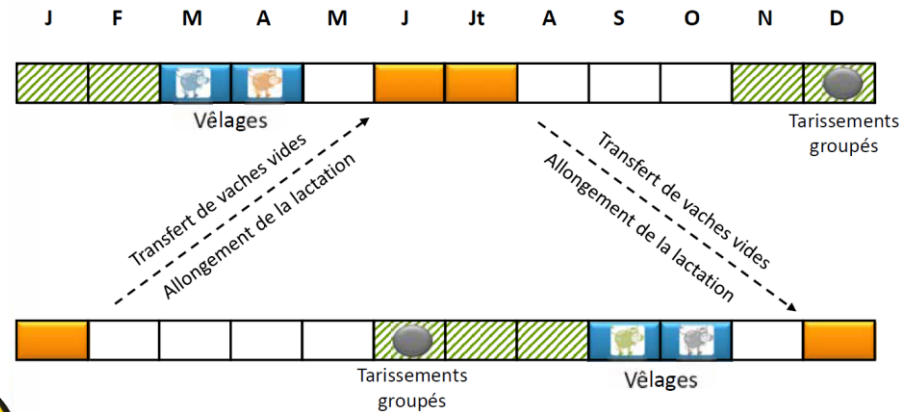 J F M A M J Jt A S O N D
Vêlages
Tarissements
groupés
Transfert de vaches vides
Allongement de la lactation
Transfert de vaches vides
Allongement de la lactation
Tarissements
groupés
Vêlages